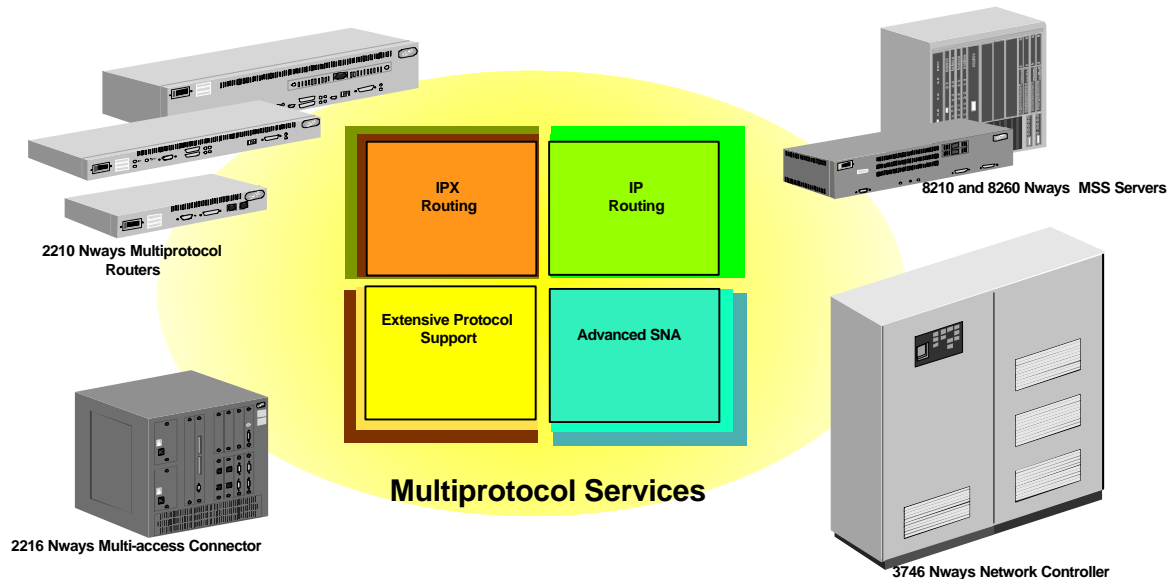 IPX
Routing
IP
Routing
8210 and 8260 Nways MSS Servers
2210 Nways Multiprotocol
Routers
Extensive Protocol
Support
Advanced SNA
Multiprotocol Services
2216 Nways Multi-access Connector
3746 Nways Network Controller